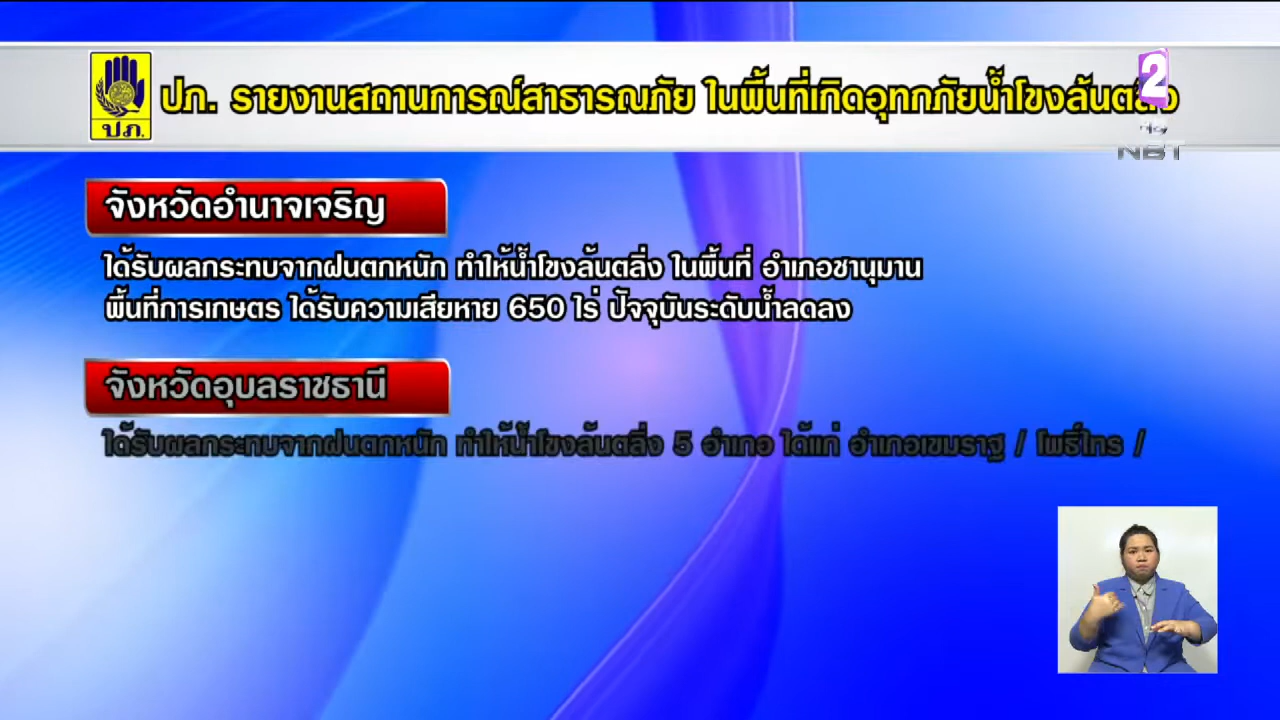 ปภ. รายงานสถานการณ์สาธารณภัย ในพื้นที่เกิดอุทกภัยน้ำโขงล้นตลิ่ง
ปภ.
2
NBT
จังหวัดอำนาจเจริญ
ได้รับผลกระทบจากฝนตกหนัก ทำให้น้ำโขงล้นตลิ่ง ในพื้นที่ อำเภอชานุมาน
พื้นที่การเกษตร ได้รับความเสียหาย 650 ไร่ ปัจจุบันระดับน้ำลดลง
จังหวัดอุบลราชธานี
ได้รับผลกระทบจากฝนตกหนัก ทำให้น้ำโขงล้นตลิ่ง 5 อำเภอ ได้แก่ อำเภอเขมราฐ / โพธิ์ไทร /